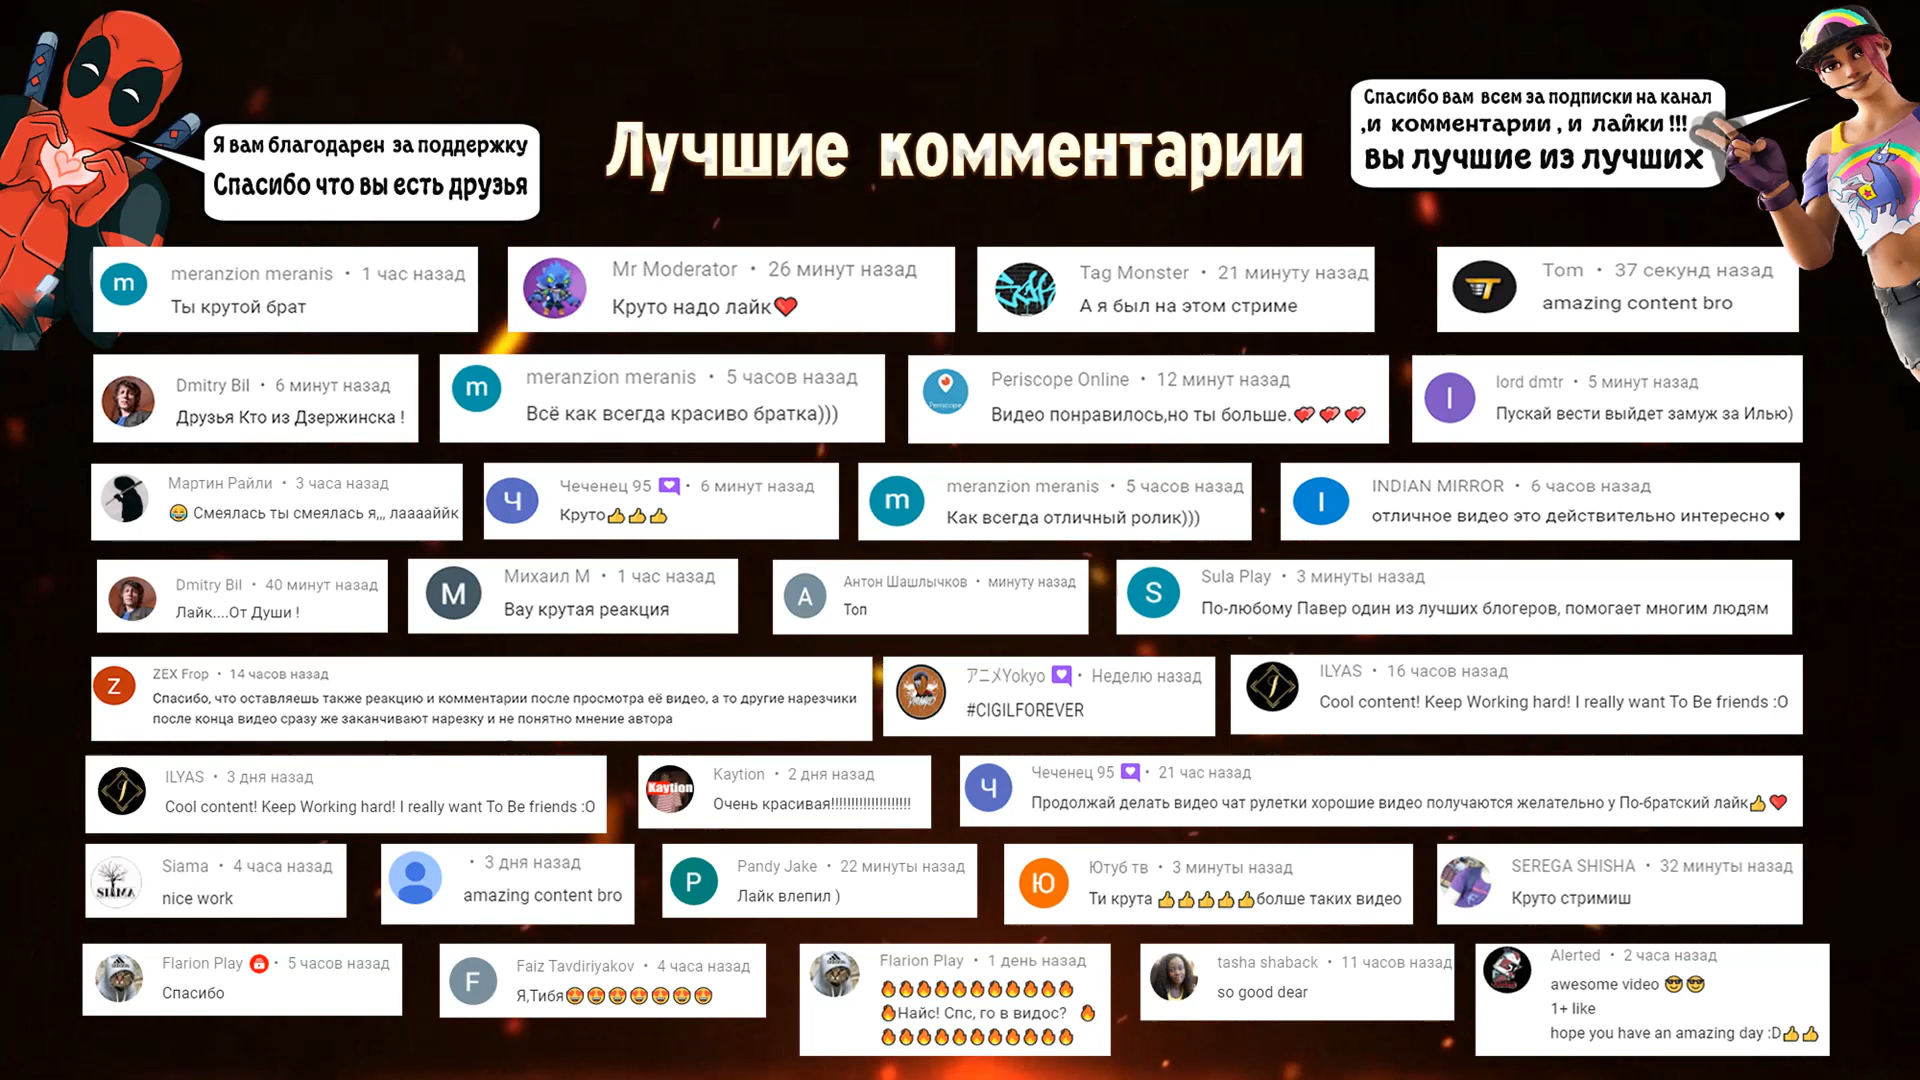 Я вам благодарен за поддержку
Спасибо что вы есть друзья
Лучшие комментарии
Спасибо вам всем за подписки на канал
,и комментарии , и лайки !!!
вы лучшие из лучших
m
meranzion meranis • 1 час назад
Ты крутой брат
Mr Moderator • 26 минут назад
Круто надо лайк❤️
Tag Monster • 21 минуту назад
А я был на этом стриме
Tom • 37 секунд назад
amazing content bro
Dmitry Bil • 6 минут назад
Друзья Кто из Дзержинска !
m
meranzion meranis • 5 часов назад
Всё как всегда красиво братка)))
Periscope
Periscope Online • 12 минут назад
Видео понравилось,но ты больше.💕💕💕
l
lord dmtr • 5 минут назад
Пускай вести выйдет замуж за Илью)
Мартин Райли • 3 часа назад
😂 Смеялась ты смеялась я,,, лаааайк
Ч
Чеченец 95 • 6 минут назад
Круто👍👍👍
m
meranzion meranis • 5 часов назад
Как всегда отличный ролик)))
I
INDIAN MIRROR • 6 часов назад
отличное видео это действительно интересно ♥
Dmitry Bil • 40 минут назад
Лайк....От Души !
М
Михаил М • 1 час назад
Вау крутая реакция
А
Антон Шашлычков • минуту назад
Топ
S
Sula Play • 3 минуты назад
По-любому Павер один из лучших блогеров, помогает многим людям
Z
ZEX Frop • 14 часов назад
Спасибо, что оставляешь также реакцию и комментарии после просмотра её видео, а то другие нарезчики
после конца видео сразу же заканчивают нарезку и не понятно мнение автора
アニメYokyo • Неделю назад
#CIGILFOREVER
ILYAS • 16 часов назад
Cool content! Keep Working hard! I really want To Be friends :O
ILYAS • 3 дня назад
Cool content! Keep Working hard! I really want To Be friends :O
Kaytion
Kaytion • 2 дня назад
Очень красивая!!!!!!!!!!!!!!!!!!!!
Ч
Чеченец 95 • 21 час назад
Продолжай делать видео чат рулетки хорошие видео получаются желательно у По-братский лайк👍❤️
SIAMA
Siama • 4 часа назад
nice work
• 3 дня назад
amazing content bro
P
Pandy Jake • 22 минуты назад
Лайк влепил )
Ю
Ютуб тв • 3 минуты назад
Ти крута 👍👍👍👍👍болше таких видео
SEREGA SHISHA • 32 минуты назад
Круто стримиш
Flarion Play • 5 часов назад
Спасибо
F
Faiz Tavdiriyakov • 4 часа назад
Я,Тибя😍😍😍😍😍😍😍
Flarion Play • 1 день назад
🔥🔥🔥🔥🔥🔥🔥🔥🔥🔥🔥
🔥Найс! Спс, го в видос? 🔥
🔥🔥🔥🔥🔥🔥🔥🔥🔥🔥🔥
tasha shaback • 11 часов назад
so good dear
Alerted • 2 часа назад
awesome video 😎😎
1+ like
hope you have an amazing day :D👍👍